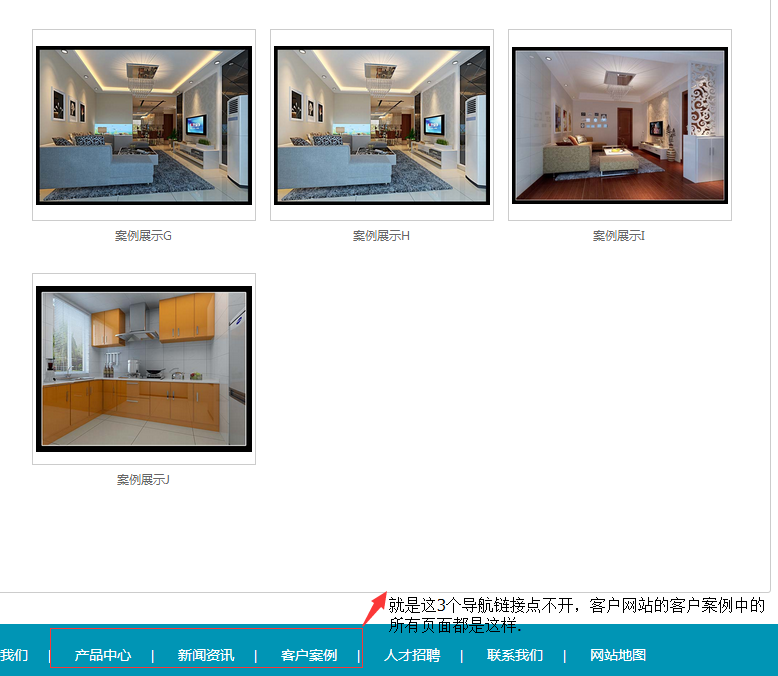 案例展示G 案例展示H 案例展示I
案例展示J
就是这3个导航链接点不开，客户网站的客户案例中的
所有页面都是这样.
我们 | 产品中心 | 新闻资讯 | 客户案例 | 人才招聘 | 联系我们 | 网站地图